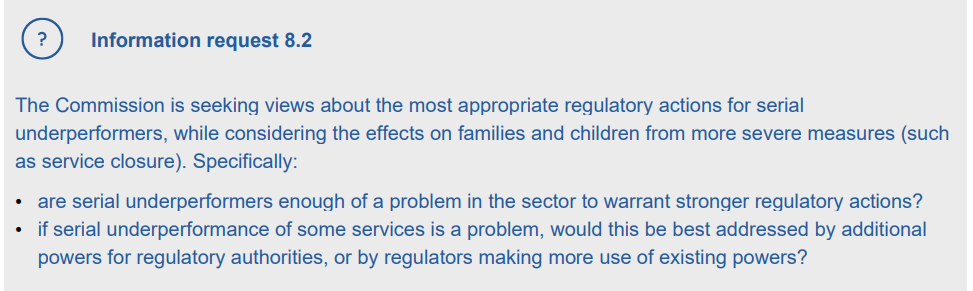 ?
Information request 8.2
The Commission is seeking views about the most appropriate regulatory actions for serial
underperformers, while considering the effects on families and children from more severe measures (such
as service closure). Specifically:
• are serial underperformers enough of a problem in the sector to warrant stronger regulatory actions?
• if serial underperformance of some services is a problem, would this be best addressed by additional
powers for regulatory authorities, or by regulators making more use of existing powers?